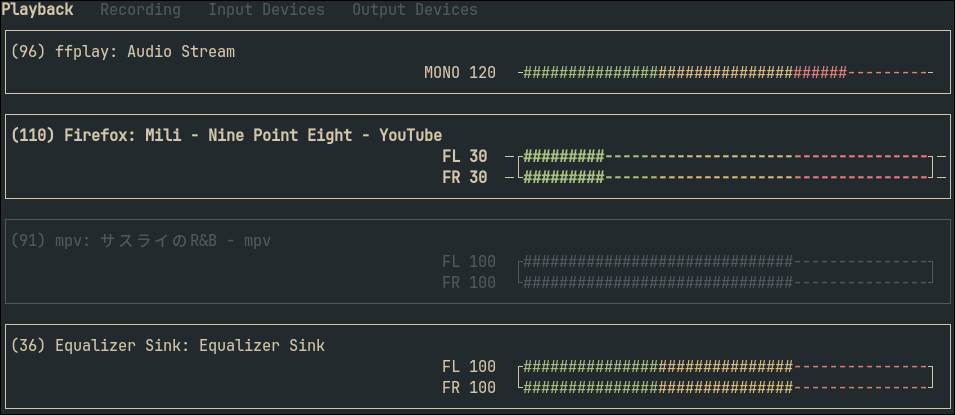 Playback Recording Input Devices Output Devices
(96) ffplay: Audio Stream
MONO 120 -####################################---------
(110) Firefox: Mili - Nine Point Eight - YouTube
FL 30 #########------------------------------------
FR 30 #########------------------------------------
(91) mpv: サスライのR&B - mpv
FL 100 ##############################---------------
FR 100 ##############################---------------
(36) Equalizer Sink: Equalizer Sink
FL 100 ##############################---------------
FR 100 ##############################---------------